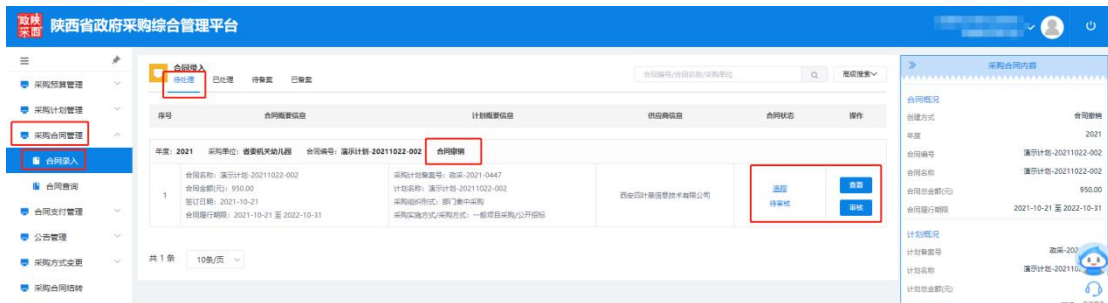 政陕
采西
陕西省政府采购综合管理平台
采购预算管理
采购计划管理
采购合同管理
合同录入
合同查询
合同支付管理
公告管理
采购方式变更
采购合同结转
合同录入
待处理 已处理 待备案 已备案
合同编号/合同名称/采购单位
高级搜索
序号 合同概要信息 计划概要信息 供应商信息 合同状态 操作
年度：2021 采购单位：省委机关幼儿园 合同编号：演示计划-20211022-002 合同撤销
1
合同名称：演示计划-20211022-002
合同金额(元)：950.00
签订日期：2021-10-21
合同履行期限：2021-10-21 至 2022-10-31
采购计划备案号：政采-2021-0447
计划名称：演示计划-20211022-002
采购组织形式：部门集中采购
采购实施方式/采购方式：一般项目采购/公开招标
西安四叶草信息技术有限公司
追踪
待审核
查看
审核
共 1 条 10条/页
采购合同内容
合同概况
创建方式 合同撤销
年度 2021
合同编号 演示计划-20211022-002
合同名称 演示计划-20211022-002
合同总金额(元) 950.00
合同履行期限 2021-10-21 至 2022-10-31
计划概况
计划备案号 政采-202
计划名称 演示计划-202110
计划总金额(元)